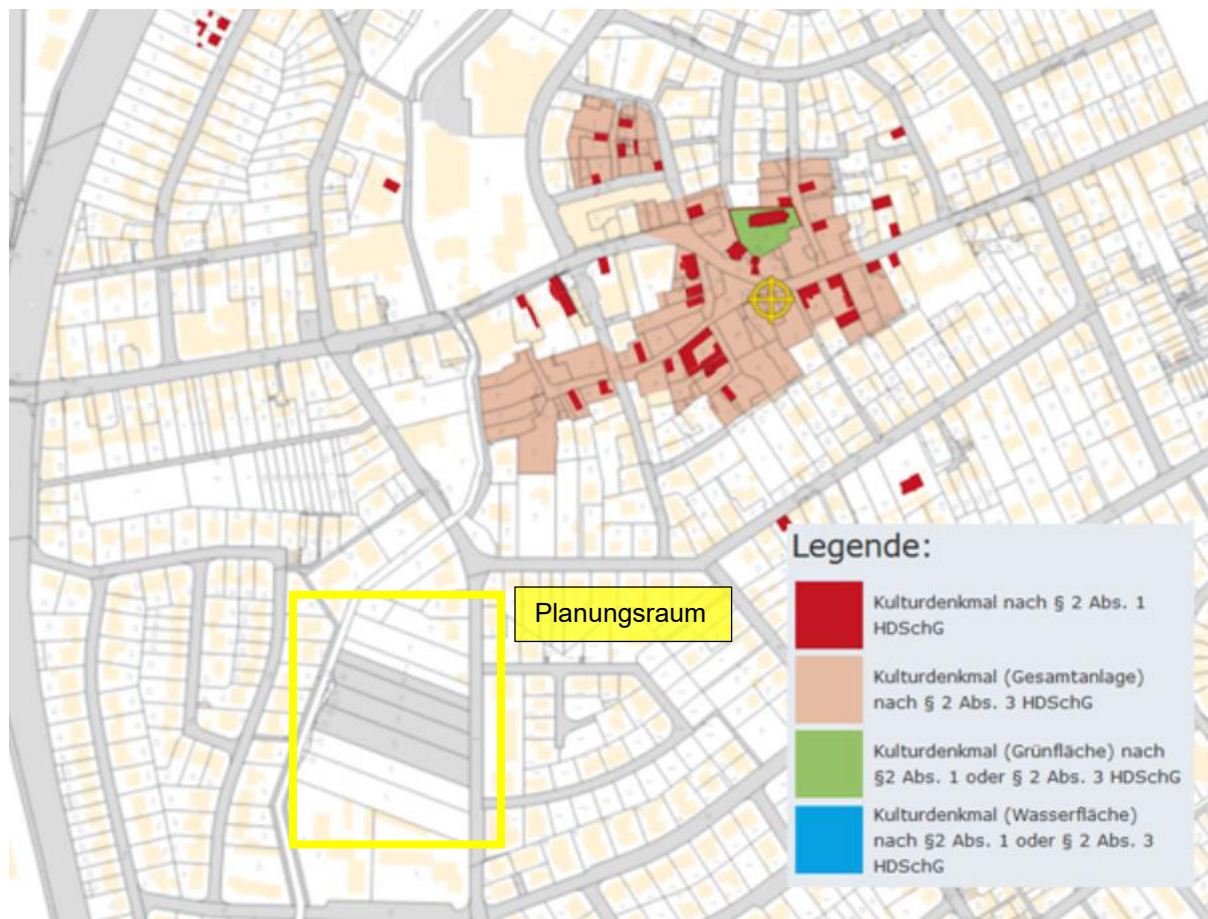 Planungsraum
Legende:
Kulturdenkmal nach § 2 Abs. 1
HDSchG
Kulturdenkmal (Gesamtanlage)
nach § 2 Abs. 3 HDSchG
Kulturdenkmal (Grünfläche) nach
§2 Abs. 1 oder § 2 Abs. 3 HDSchG
Kulturdenkmal (Wasserfläche)
nach §2 Abs. 1 oder § 2 Abs. 3
HDSchG